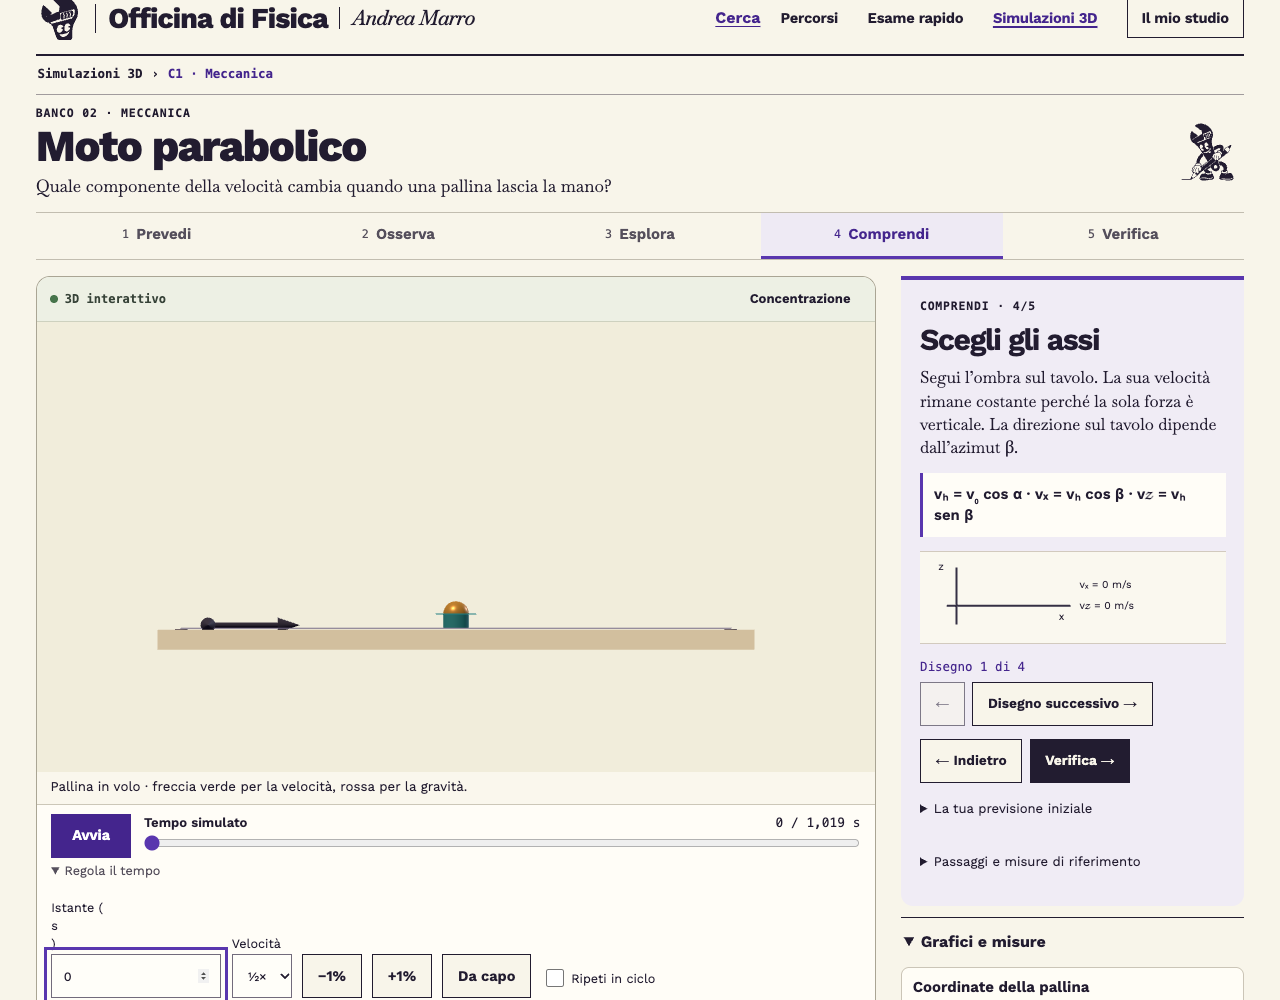 Officina di Fisica | Andrea Marro
Cerca Percorsi Esame rapido Simulazioni 3D Il mio studio
Simulazioni 3D › C1 · Meccanica
BANCO 02 · MECCANICA
Moto parabolico
Quale componente della velocità cambia quando una pallina lascia la mano?
1 Prevedi 2 Osserva 3 Esplora 4 Comprendi 5 Verifica
3D interattivo Concentrazione
Pallina in volo · freccia verde per la velocità, rossa per la gravità.
Avvia Tempo simulato 0 / 1,019 s
▼ Regola il tempo
Istante (
s
)
Velocità
0 ½× −1% +1% Da capo Ripeti in ciclo
COMPRENDI · 4/5
Scegli gli assi
Segui l’ombra sul tavolo. La sua velocità
rimane costante perché la sola forza è
verticale. La direzione sul tavolo dipende
dall’azimut β.
vₕ = v₀ cos α · vₓ = vₕ cos β · v𝑧 = vₕ
sen β
z
vₓ = 0 m/s
v𝑧 = 0 m/s
x
Disegno 1 di 4
← Disegno successivo →
← Indietro Verifica →
▶ La tua previsione iniziale
▶ Passaggi e misure di riferimento
▼ Grafici e misure
Coordinate della pallina